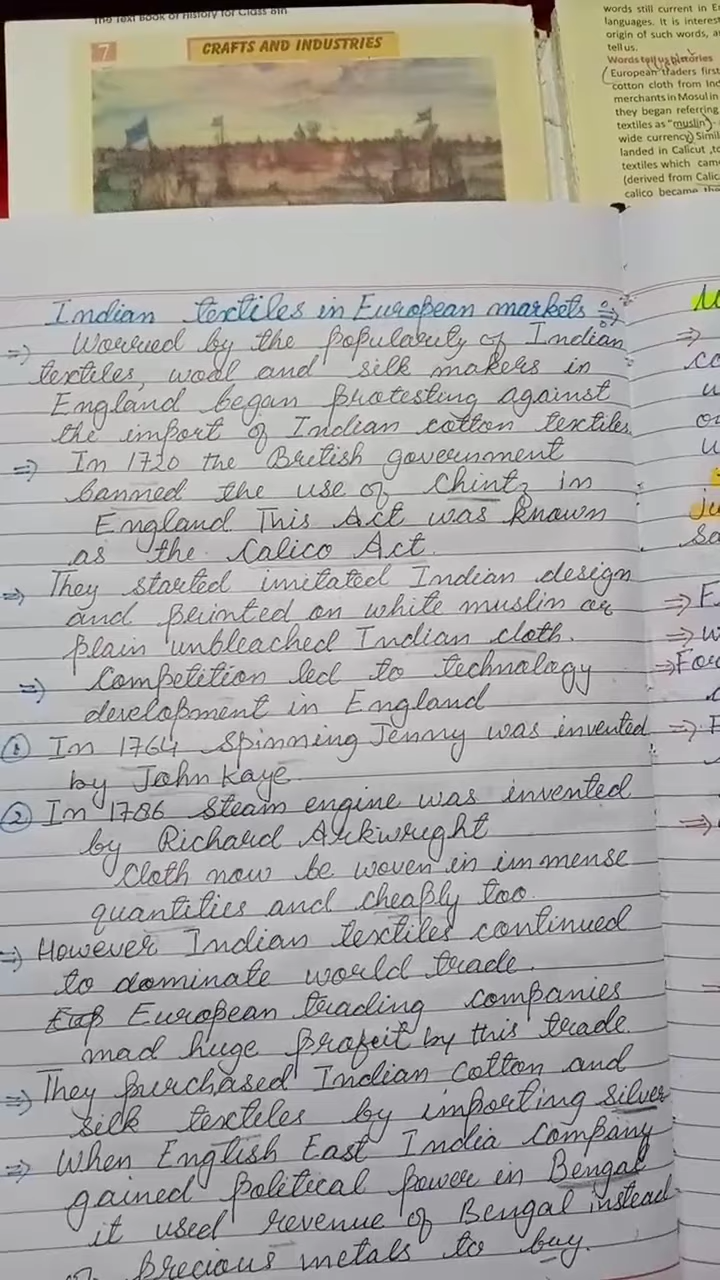 The Text Book of History for Class 8th
7
CRAFTS AND INDUSTRIES
words still current in
languages. It is
origin of such words,
tell us.
Words tell us histories
European traders first
cotton cloth from
merchants in Mosul in
they began referring
textiles as "muslin)
wide currency)
landed in Calicut,
textiles which
(derived from
calico became
Indian textiles in European markets :⇒
⇒ Worried by the popularity of Indian
textiles, wool and silk makers in
England began protesting against
the import of Indian cotton textiles
⇒ In 1720 the British government
banned the use of chintz in
England This Act was known
as the Calico Act.
⇒ They started imitated Indian design
and printed on white muslin or
plain unbleached Indian cloth.
⇒ Competition led to technology
development in England
① In 1764 Spinning Jenny was invented
by John Kaye.
② In 1786 Steam engine was invented
by Richard Arkwright
Cloth now be woven in immense
quantities and cheaply too.
⇒ However Indian textiles continued
to dominate world trade.
European trading companies
mad huge profit by this trade.
⇒ They purchased Indian Cotton and
silk textiles by importing silver
⇒ When English East India Company
gained political power in Bengal
it used revenue of Bengal instead
of precious metals to buy.